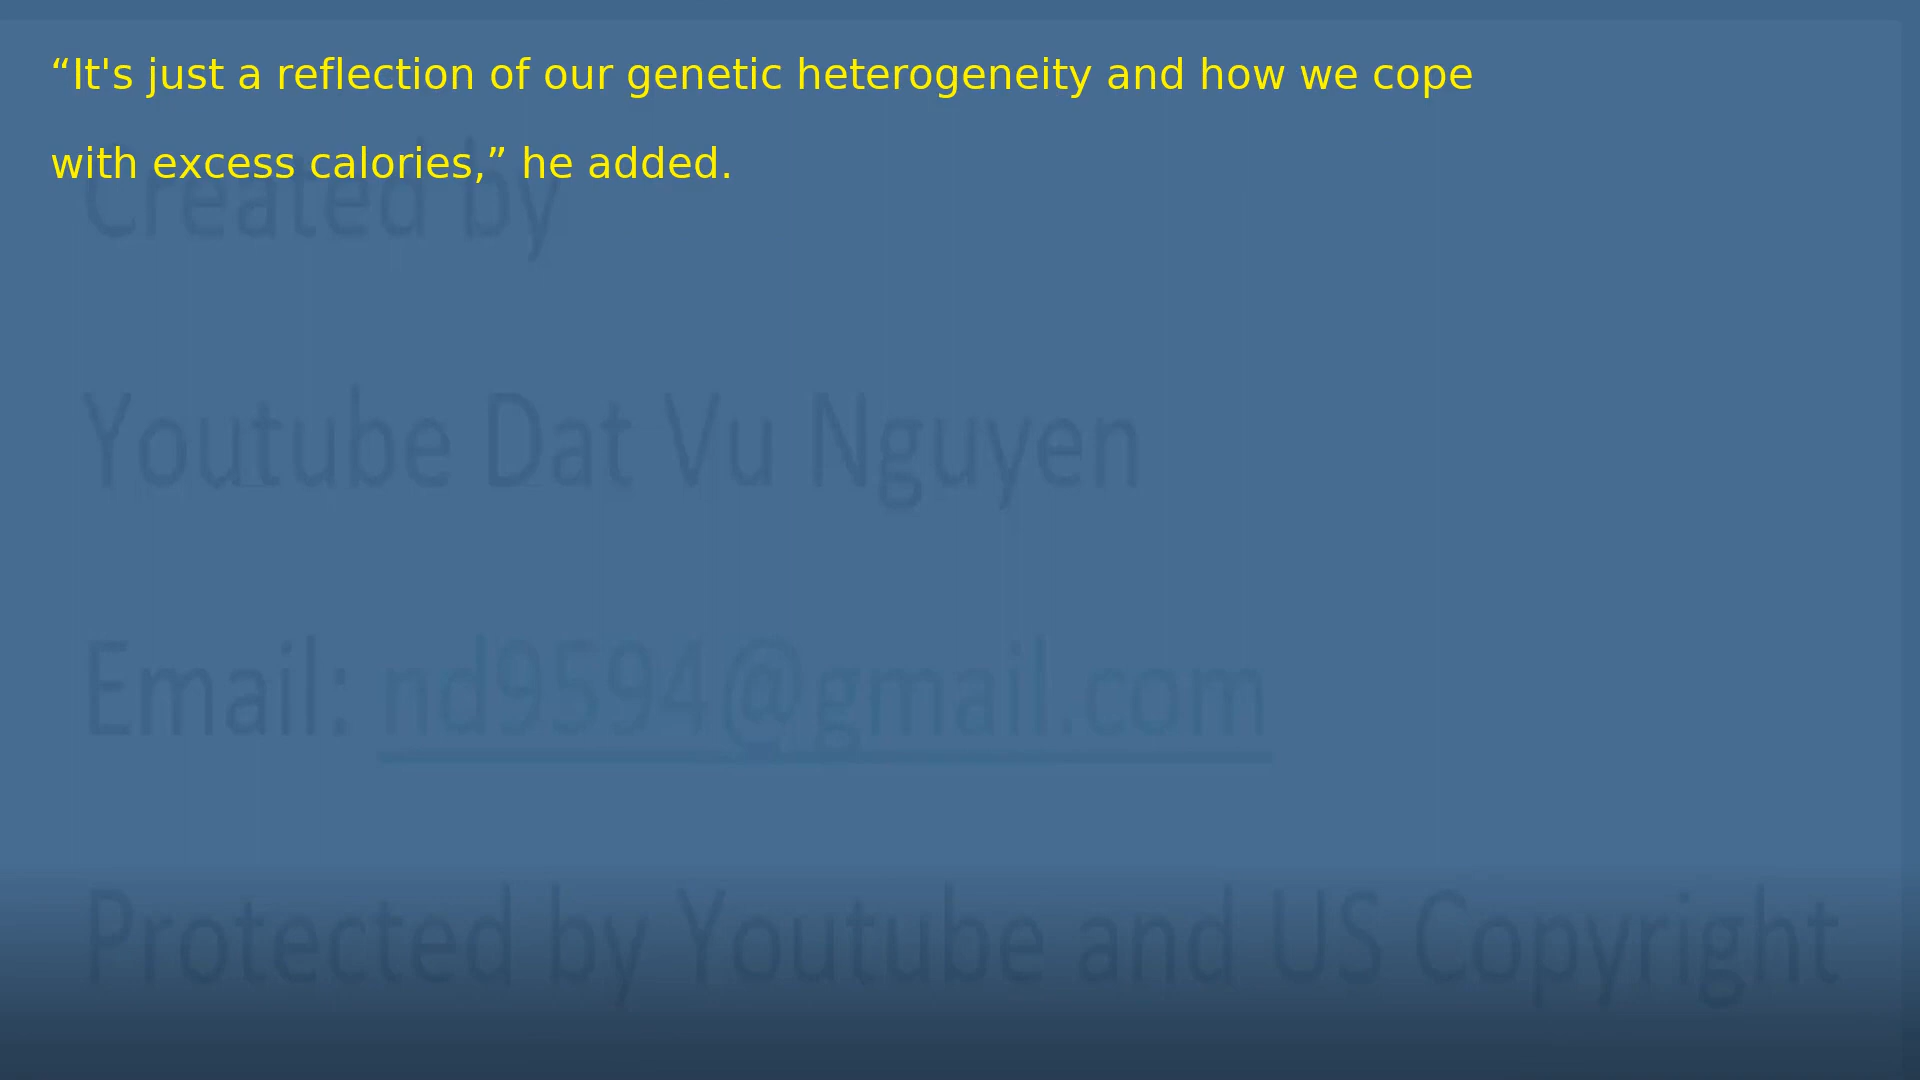 “It's just a reflection of our genetic heterogeneity and how we cope
with excess calories,” he added.
Created by
Youtube Dat Vu Nguyen
Email: nd9594@gmail.com
Protected by Youtube and US Copyright